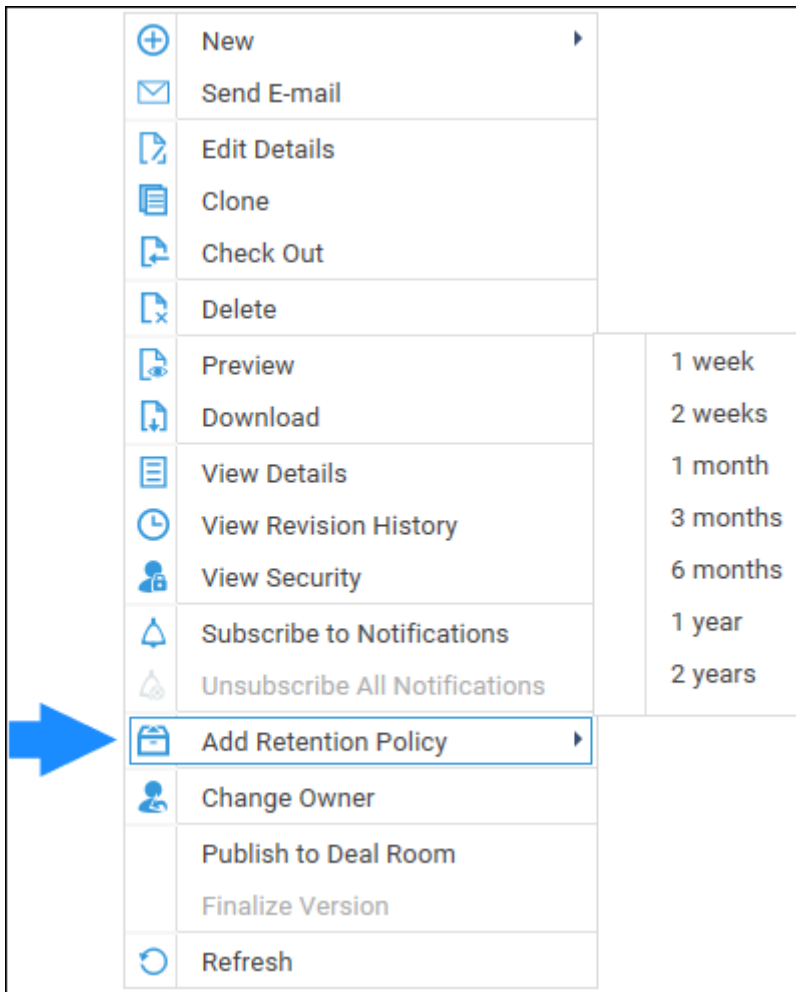 New
Send E-mail
Edit Details
Clone
Check Out
Delete
Preview
Download
View Details
View Revision History
View Security
Subscribe to Notifications
Unsubscribe All Notifications
Add Retention Policy
Change Owner
Publish to Deal Room
Finalize Version
Refresh
1 week
2 weeks
1 month
3 months
6 months
1 year
2 years